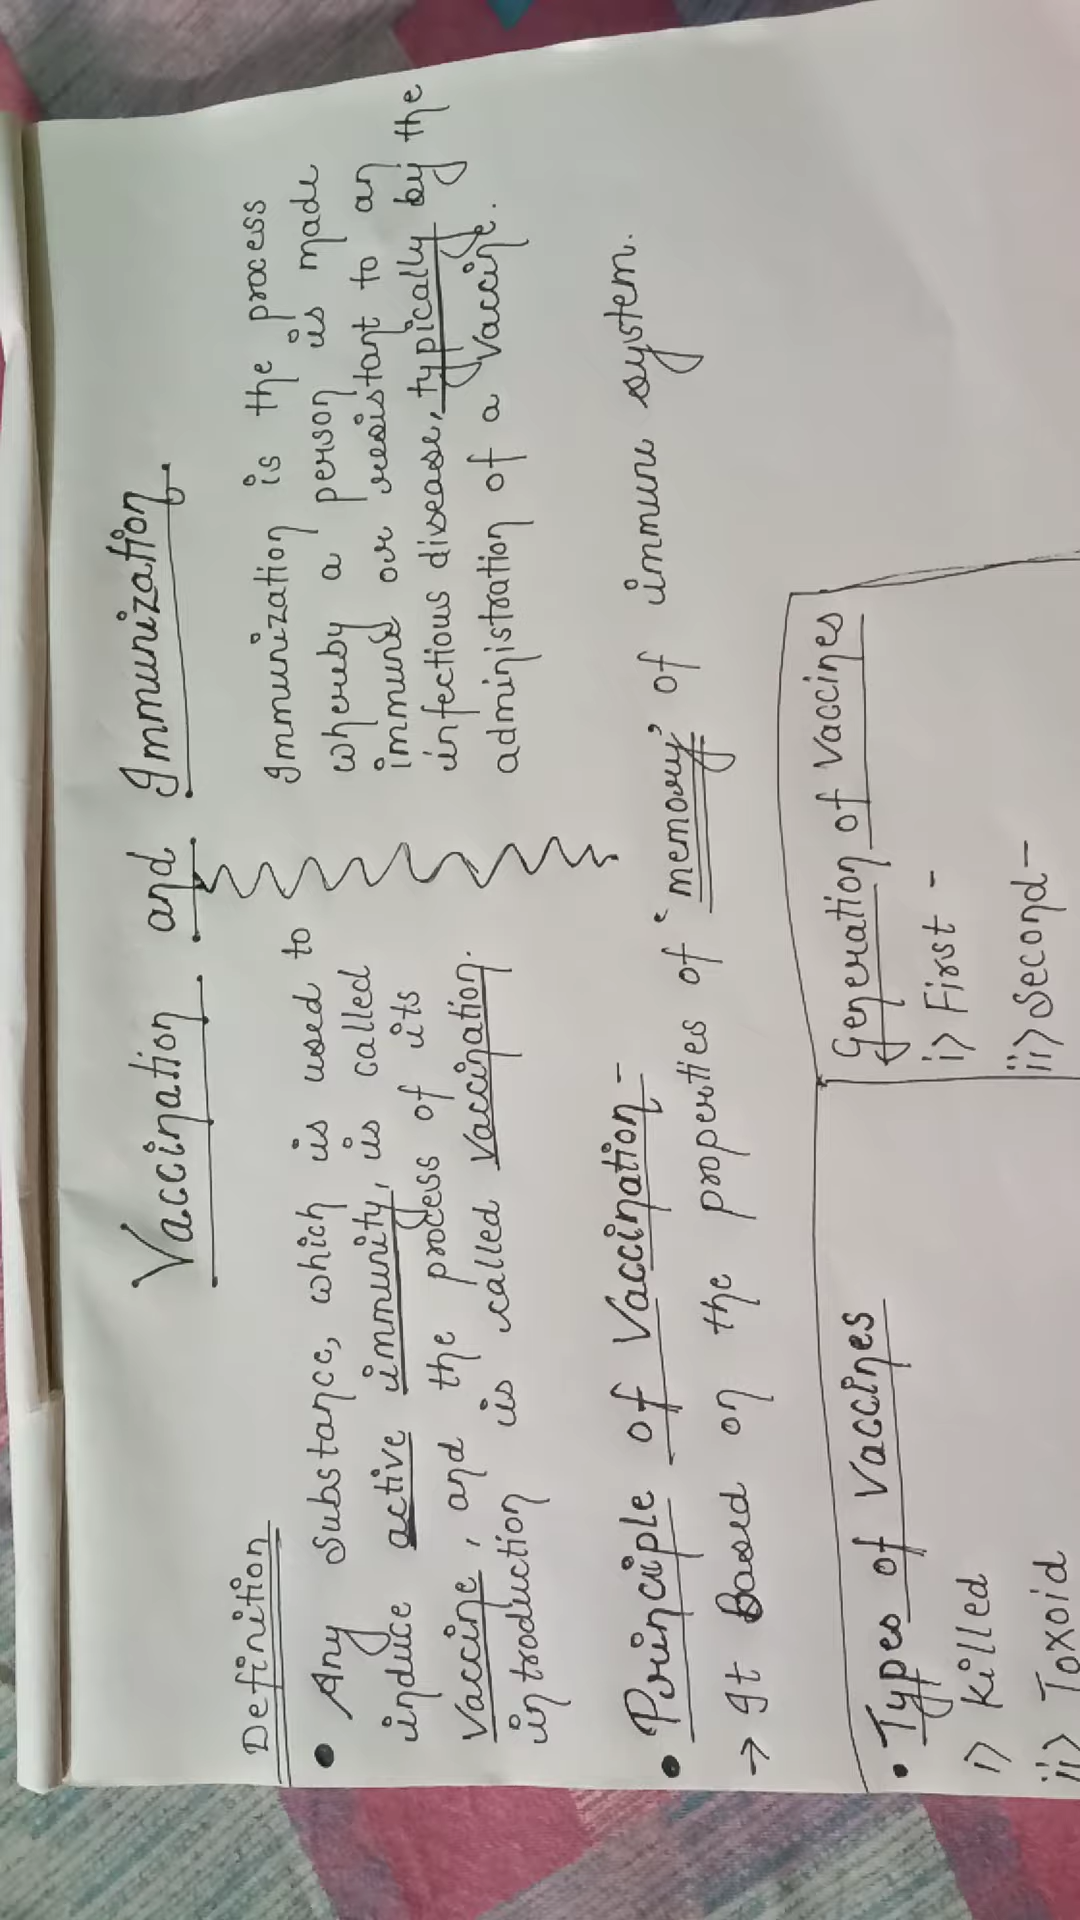 Vaccination and Immunization
Definition
• Any substance, which is used to
induce active immunity, is called
Vaccine, and the process of its
introduction is called vaccination.
Immunization is the process
whereby a person is made
immune or resistant to an
infectious disease, typically by the
administration of a vaccine.
• Principle of Vaccination-
→ It Based on the properties of 'memory' of immune system.
• Types of Vaccines
i) Killed
ii) Toxoid
Generation of Vaccines
i) First -
ii) Second-